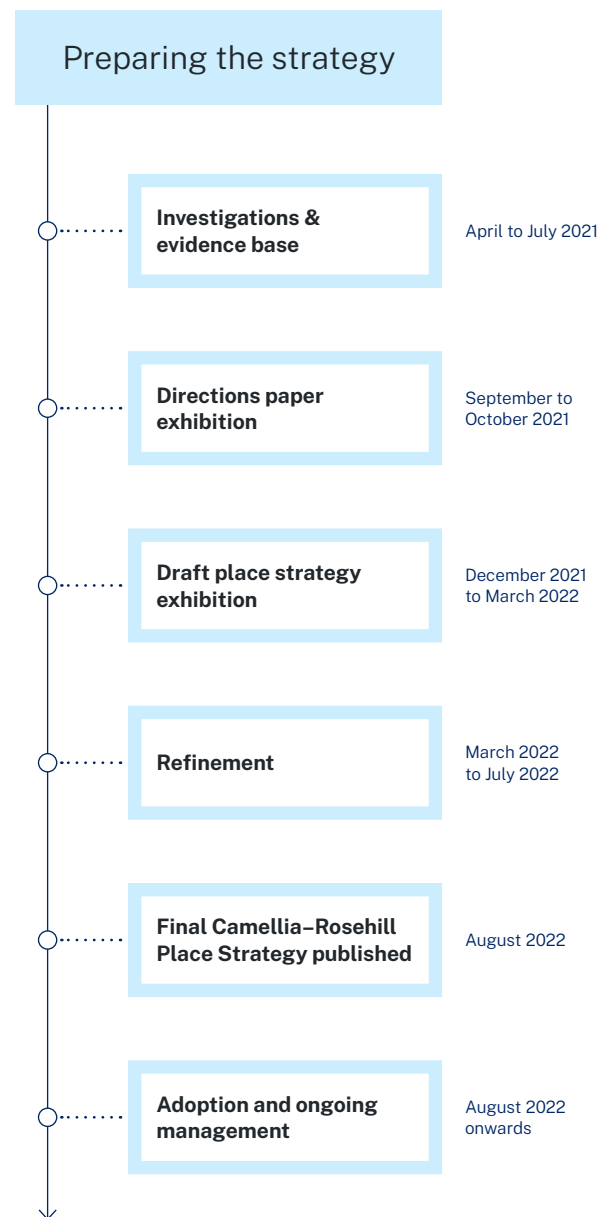 Preparing the strategy
Investigations &
evidence base
April to July 2021
Directions paper
exhibition
September to
October 2021
Draft place strategy
exhibition
December 2021
to March 2022
Refinement
March 2022
to July 2022
Final Camellia–Rosehill
Place Strategy published
August 2022
Adoption and ongoing
management
August 2022
onwards